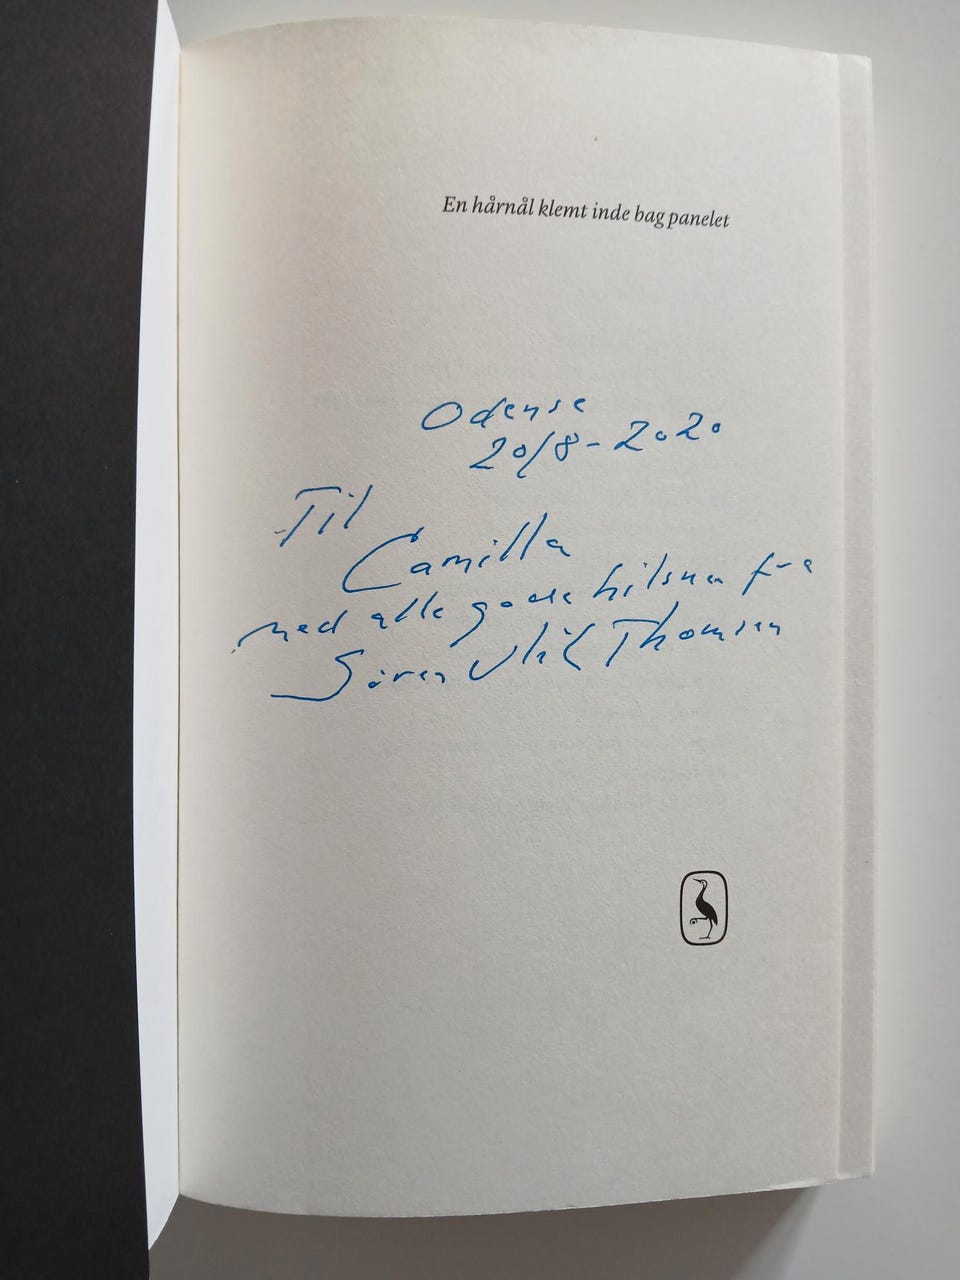 En hårnål klemt inde bag panelet
Odense
20/8-2020
Til
Camilla
med alle gode hilsner fra
Søren Ulrik Thomsen